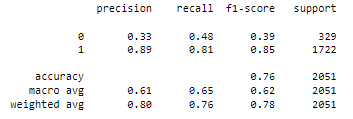 precision recall f1-score support
0 0.33 0.48 0.39 329
1 0.89 0.81 0.85 1722
accuracy 0.76 2051
macro avg 0.61 0.65 0.62 2051
weighted avg 0.80 0.76 0.78 2051